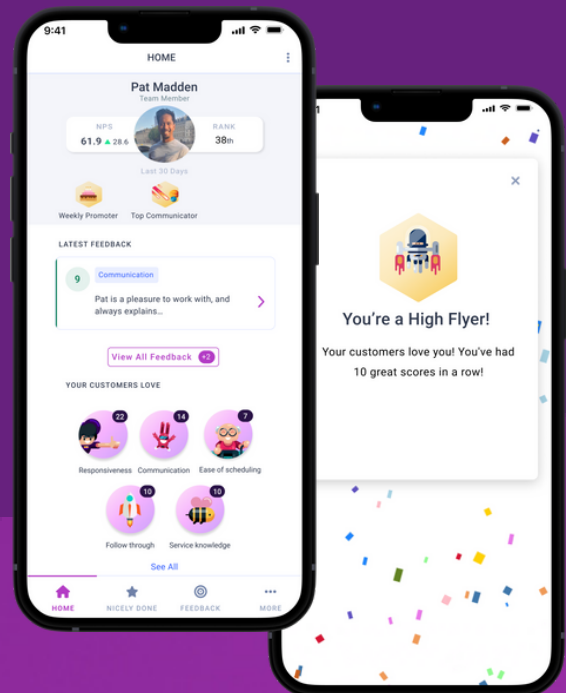 9:41
HOME
Pat Madden
Team Member
NPS
RANK
61.9 ▲ 28.6
38th
Last 30 Days
Weekly Promoter
Top Communicator
LATEST FEEDBACK
9
Communication
Pat is a pleasure to work with, and
always explains...
View All Feedback +2
YOUR CUSTOMERS LOVE
22
14
7
Responsiveness
Communication
Ease of scheduling
10
10
Follow through
Service knowledge
See All
HOME
NICELY DONE
FEEDBACK
MORE
1
You're a High Flyer!
Your customers love you! You've had
10 great scores in a row!